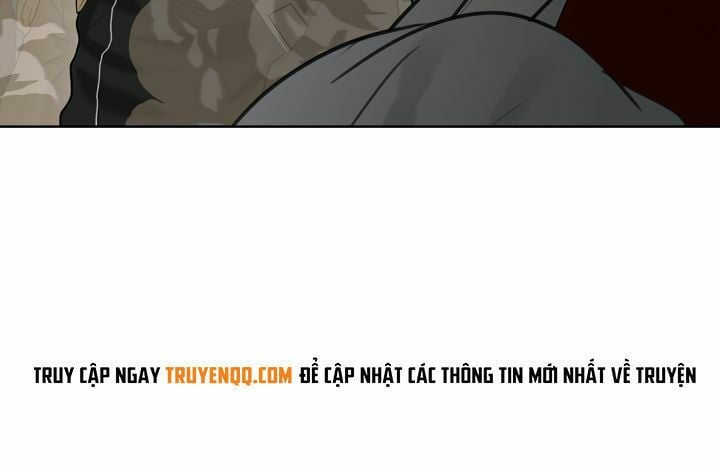 TRUY CẬP NGAY TRUYENQQ.COM ĐỂ CẬP NHẬT CÁC THÔNG TIN MỚI NHẤT VỀ TRUYỆN